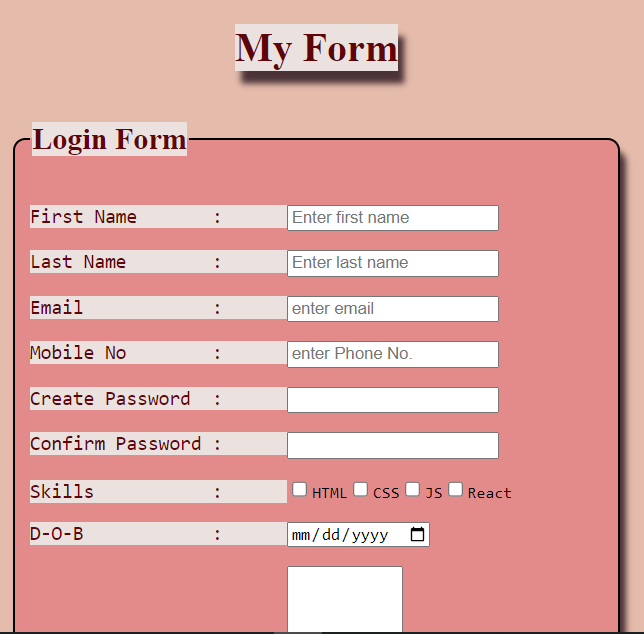 My Form
Login Form
First Name : Enter first name
Last Name : Enter last name
Email : enter email
Mobile No : enter Phone No.
Create Password :
Confirm Password :
Skills : HTML CSS JS React
D-O-B : mm/dd/yyyy